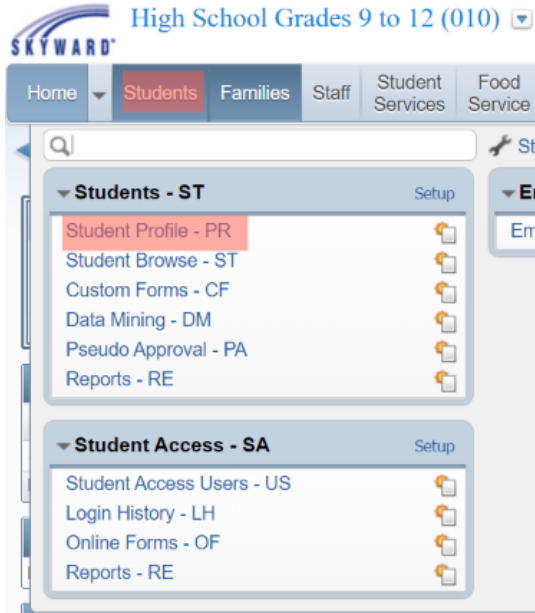 High School Grades 9 to 12 (010)
SKYWARD
Home Students Families Staff Student Services Food Service
Students - ST Setup
Student Profile - PR
Student Browse - ST
Custom Forms - CF
Data Mining - DM
Pseudo Approval - PA
Reports - RE
Student Access - SA Setup
Student Access Users - US
Login History - LH
Online Forms - OF
Reports - RE